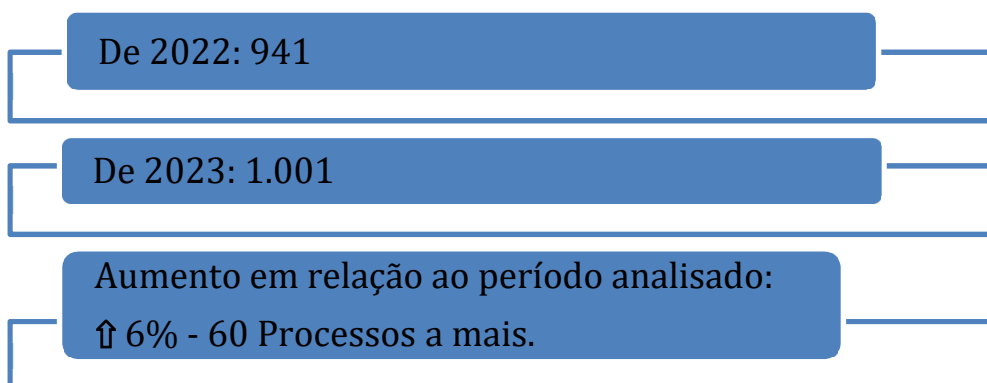 De 2022: 941
De 2023: 1.001
Aumento em relação ao período analisado:
⇧ 6% - 60 Processos a mais.